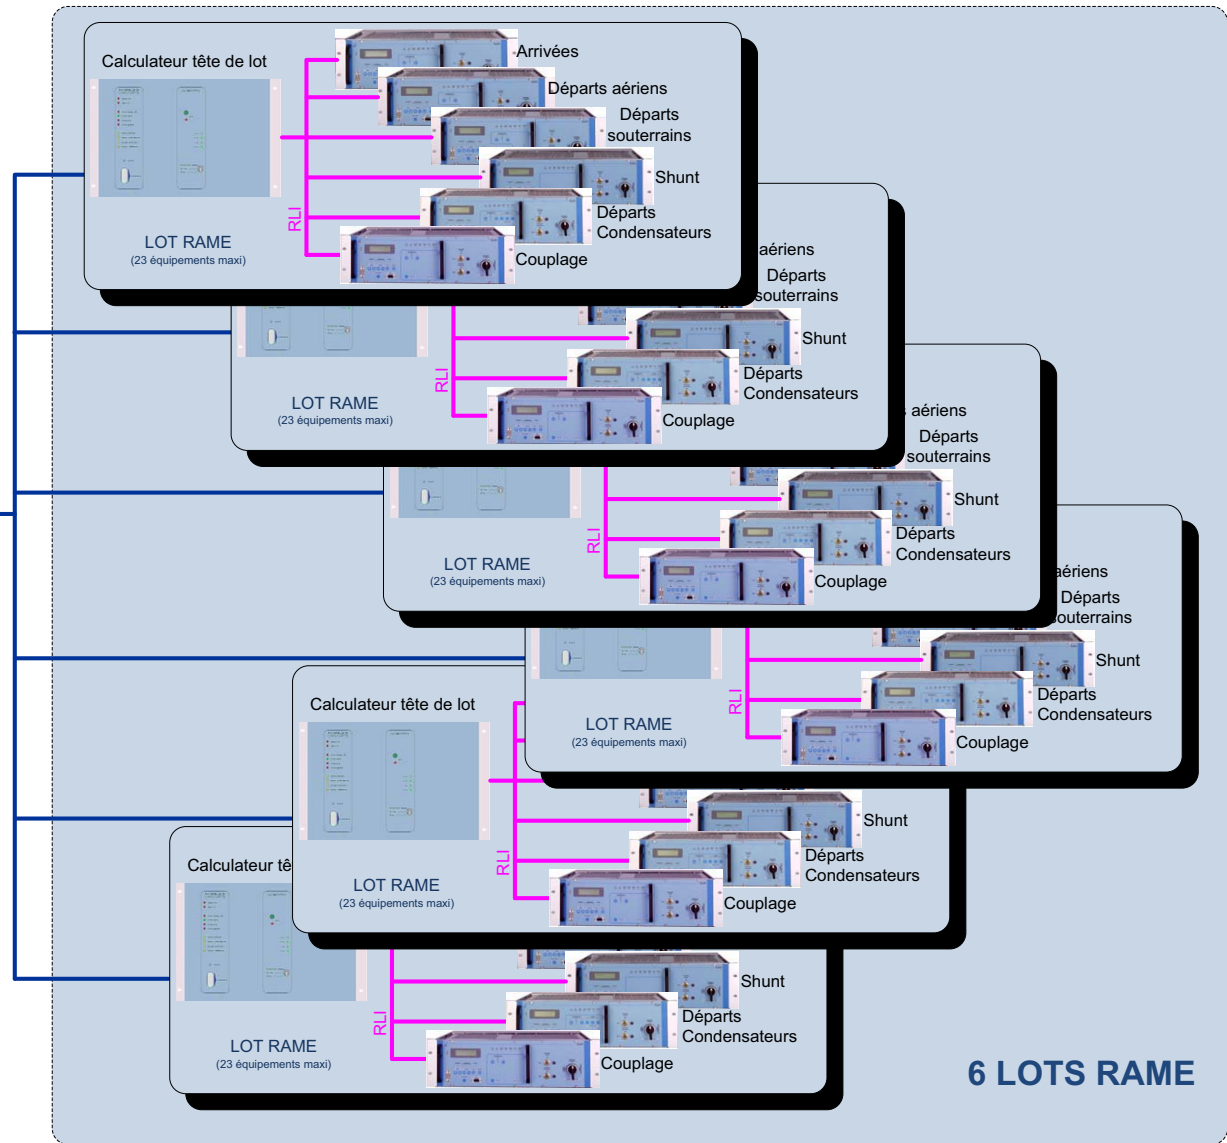 Calculateur tête de lot
Arrivées
Départs aériens
Départs
souterrains
Shunt
Départs
Condensateurs
Couplage
RLI
LOT RAME
(23 équipements maxi)
aériens
Départs
souterrains
Shunt
Départs
Condensateurs
Couplage
RLI
LOT RAME
(23 équipements maxi)
aériens
Départs
souterrains
Shunt
Départs
Condensateurs
Couplage
RLI
LOT RAME
(23 équipements maxi)
aériens
Départs
souterrains
Shunt
Départs
Condensateurs
Couplage
RLI
LOT RAME
(23 équipements maxi)
Calculateur tête de lot
Shunt
Départs
Condensateurs
Couplage
RLI
LOT RAME
(23 équipements maxi)
Calculateur tê
Shunt
Départs
Condensateurs
Couplage
RLI
LOT RAME
(23 équipements maxi)
6 LOTS RAME